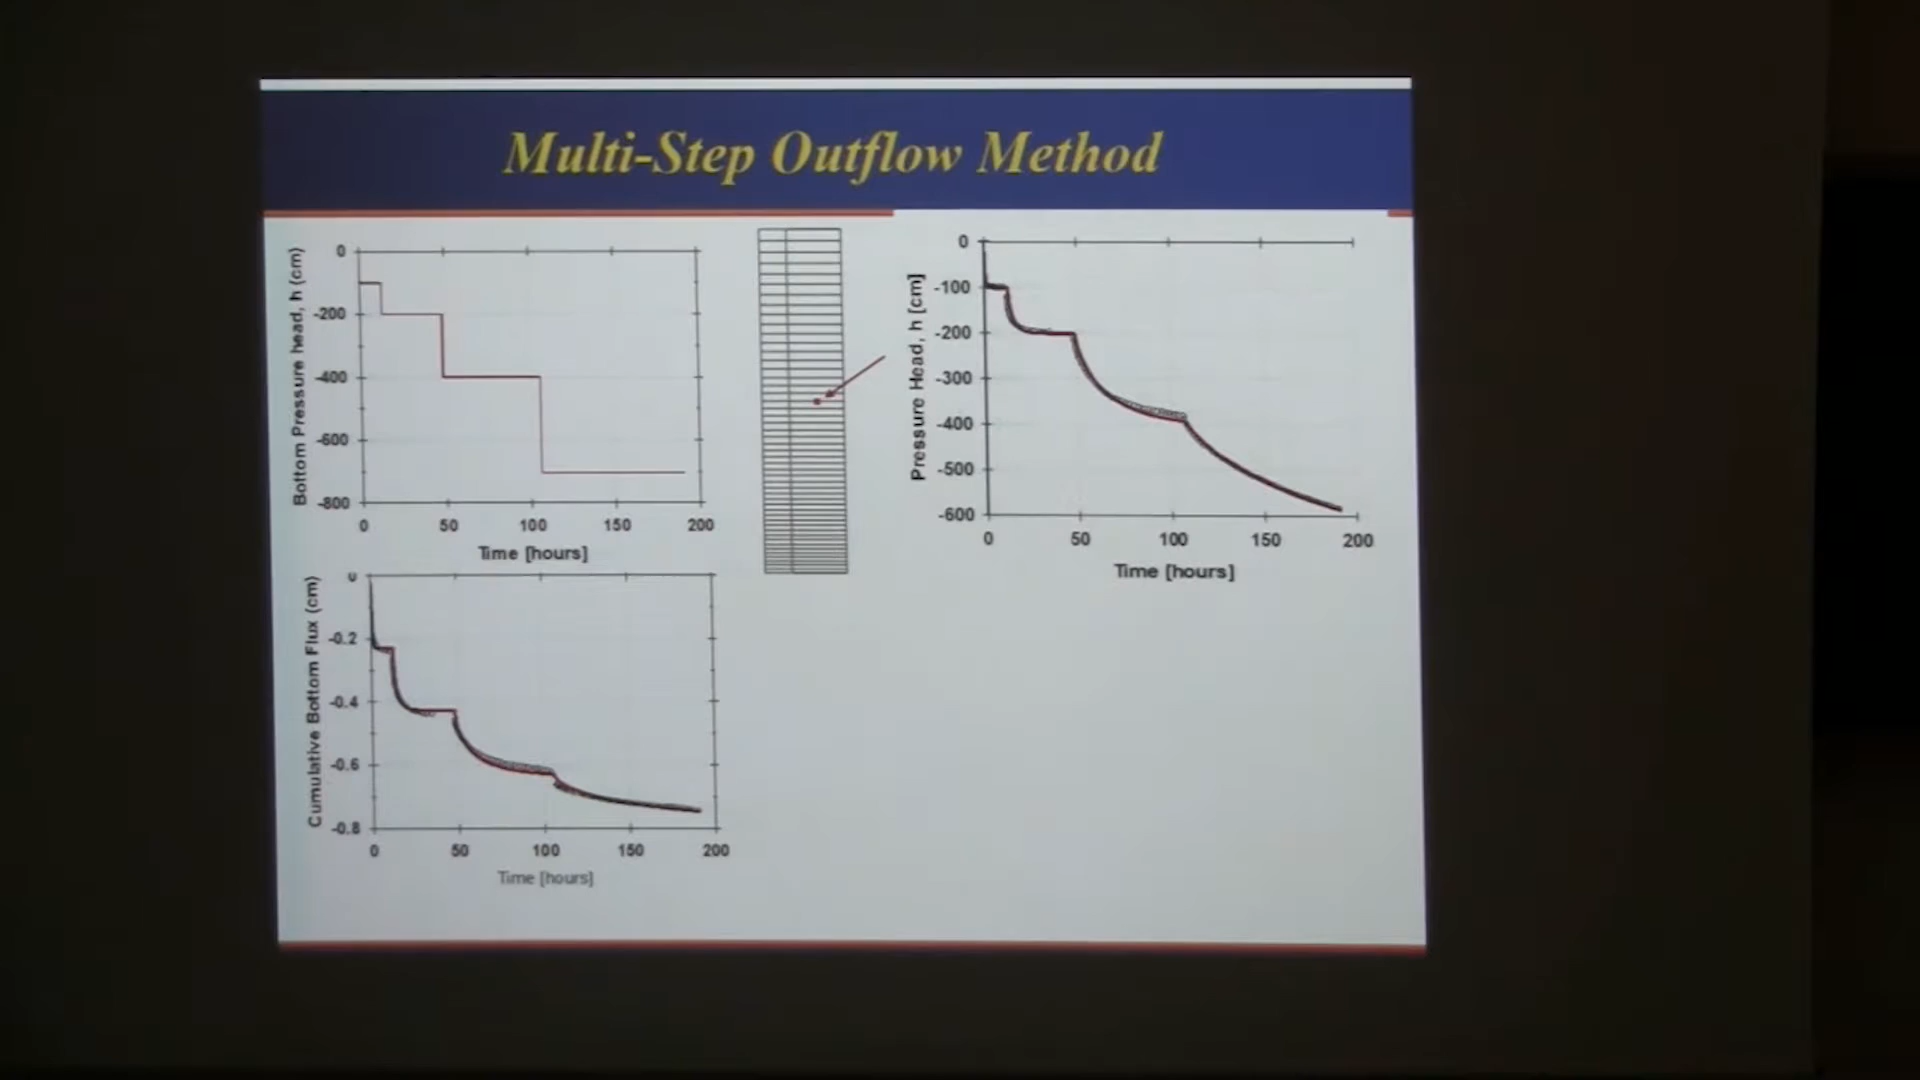 Multi-Step Outflow Method
Bottom Pressure head, h (cm)
0
-200
-400
-600
-800
0 50 100 150 200
Time [hours]
Pressure Head, h [cm]
0
-100
-200
-300
-400
-500
-600
0 50 100 150 200
Time [hours]
Cumulative Bottom Flux (cm)
0
-0.2
-0.4
-0.6
-0.8
0 50 100 150 200
Time [hours]